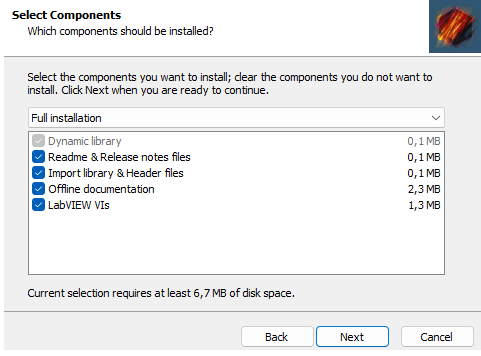 Select Components
Which components should be installed?
Select the components you want to install; clear the components you do not want to
install. Click Next when you are ready to continue.
Full installation
Dynamic library 0,1 MB
Readme & Release notes files 0,1 MB
Import library & Header files 0,1 MB
Offline documentation 2,3 MB
LabVIEW VIs 1,3 MB
Current selection requires at least 6,7 MB of disk space.
Back Next Cancel